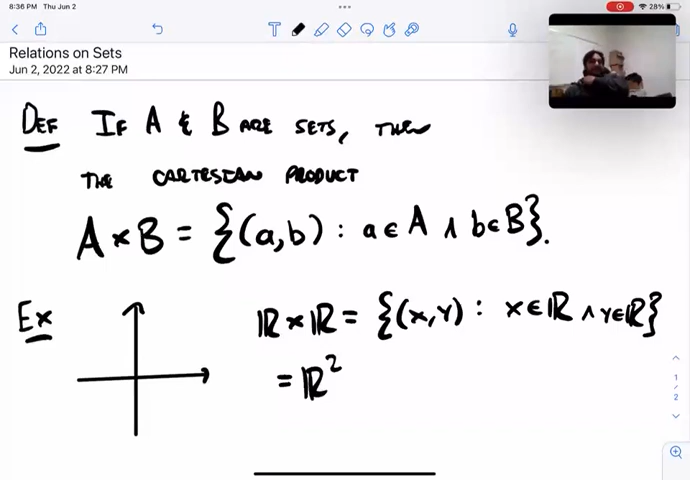 8:36 PM Thu Jun 2
28%
Relations on Sets
Jun 2, 2022 at 8:27 PM
DEF IF A & B ARE SETS, THEN
THE CARTESIAN PRODUCT
A × B = {(a,b) : a ∈ A ∧ b ∈ B}.
Ex ℝ × ℝ = {(x,y) : x ∈ ℝ ∧ y ∈ ℝ}
= ℝ²
1
/
2